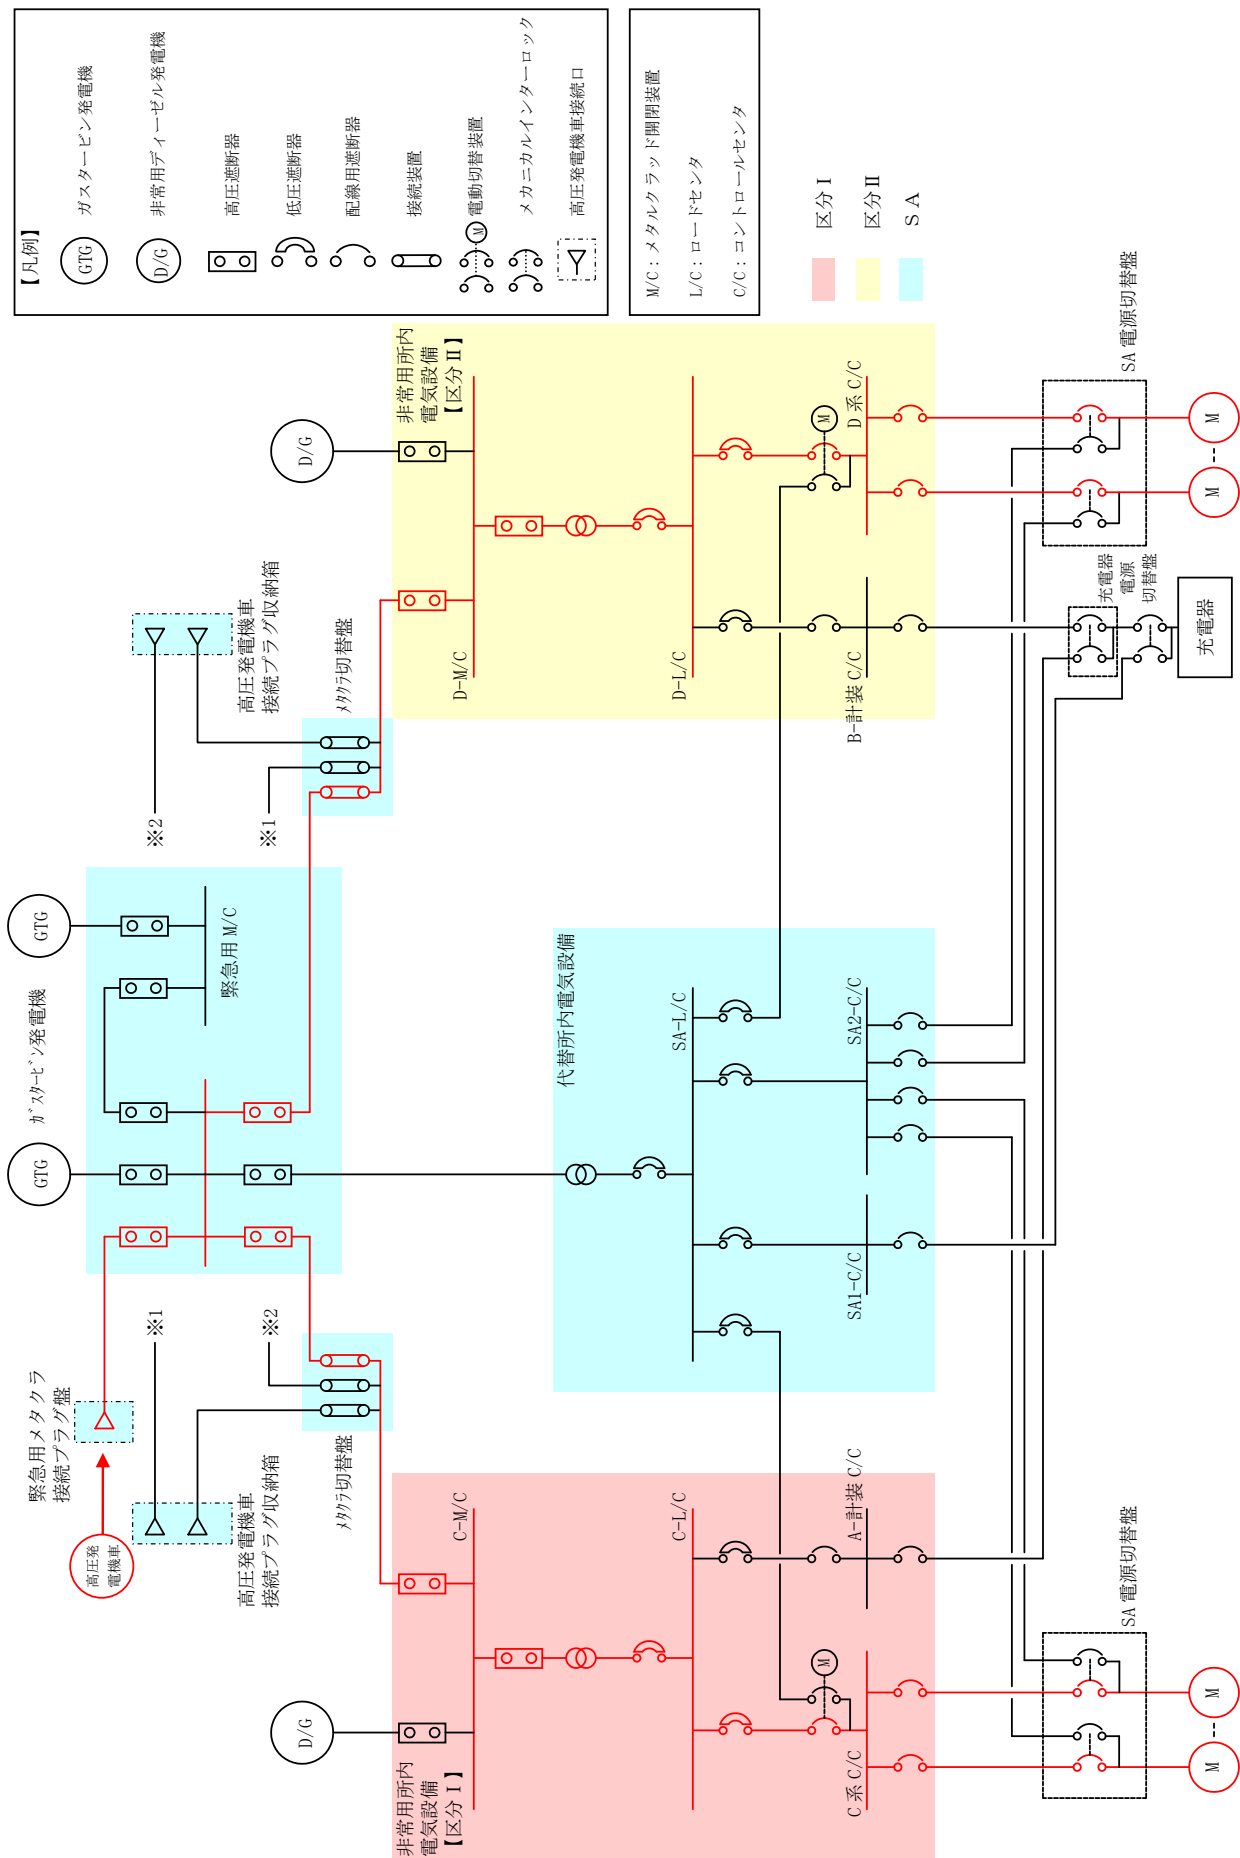 【凡例】
GTG ガスタービン発電機
D/G 非常用ディーゼル発電機
高圧遮断器
低圧遮断器
配線用遮断器
接続装置
M 電動切替装置
メカニカルインターロック
高圧発電機車接続口
M/C：メタルクラッド開閉装置
L/C：ロードセンタ
C/C：コントロールセンタ
区分Ⅰ
区分Ⅱ
ＳＡ
ｶﾞｽﾀｰﾋﾞﾝ発電機
GTG
GTG
緊急用 M/C
緊急用メタクラ
接続プラグ盤
高圧発
電機車
※1
※2
高圧発電機車
接続プラグ収納箱
ﾒﾀｸﾗ切替盤
※2
※1
高圧発電機車
接続プラグ収納箱
ﾒﾀｸﾗ切替盤
D/G
非常用所内
電気設備
【区分Ⅰ】
C-M/C
C-L/C
M
C 系 C/C
A-計装 C/C
代替所内電気設備
SA-L/C
SA1-C/C
SA2-C/C
D/G
非常用所内
電気設備
【区分Ⅱ】
D-M/C
D-L/C
M
B-計装 C/C
D 系 C/C
SA 電源切替盤
M
M
充電器
電源
切替盤
充電器
SA 電源切替盤
M
M